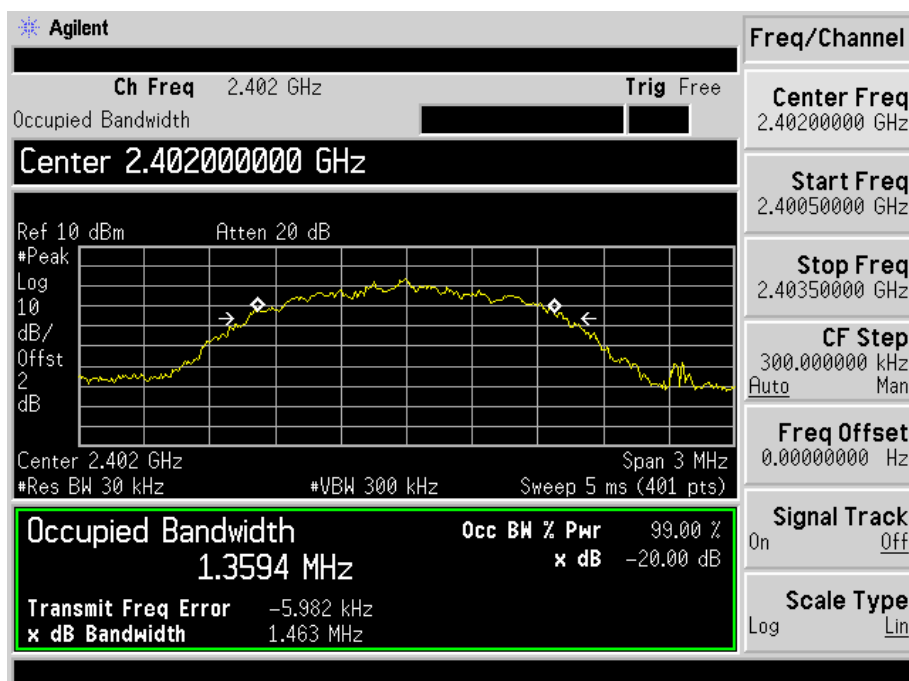 Agilent
Ch Freq 2.402 GHz Trig Free
Occupied Bandwidth
Center 2.402000000 GHz
Ref 10 dBm Atten 20 dB
#Peak
Log
10
dB/
Offst
2
dB
Center 2.402 GHz Span 3 MHz
#Res BW 30 kHz #VBW 300 kHz Sweep 5 ms (401 pts)
Occupied Bandwidth Occ BW % Pwr 99.00 %
1.3594 MHz x dB -20.00 dB
Transmit Freq Error -5.982 kHz
x dB Bandwidth 1.463 MHz
Freq/Channel
Center Freq
2.40200000 GHz
Start Freq
2.40050000 GHz
Stop Freq
2.40350000 GHz
CF Step
300.000000 kHz
Auto Man
Freq Offset
0.00000000 Hz
Signal Track
On Off
Scale Type
Log Lin